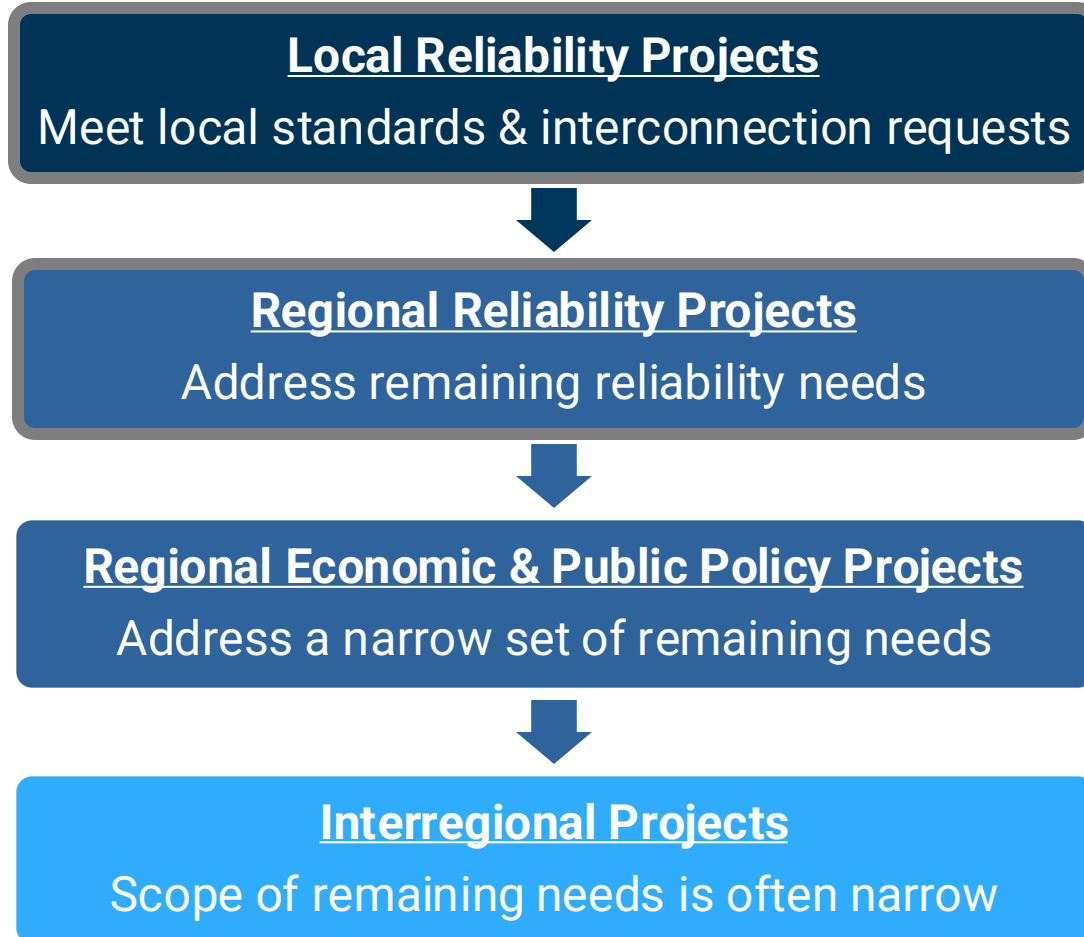 Local Reliability Projects
Meet local standards & interconnection requests
Regional Reliability Projects
Address remaining reliability needs
Regional Economic & Public Policy Projects
Address a narrow set of remaining needs
Interregional Projects
Scope of remaining needs is often narrow